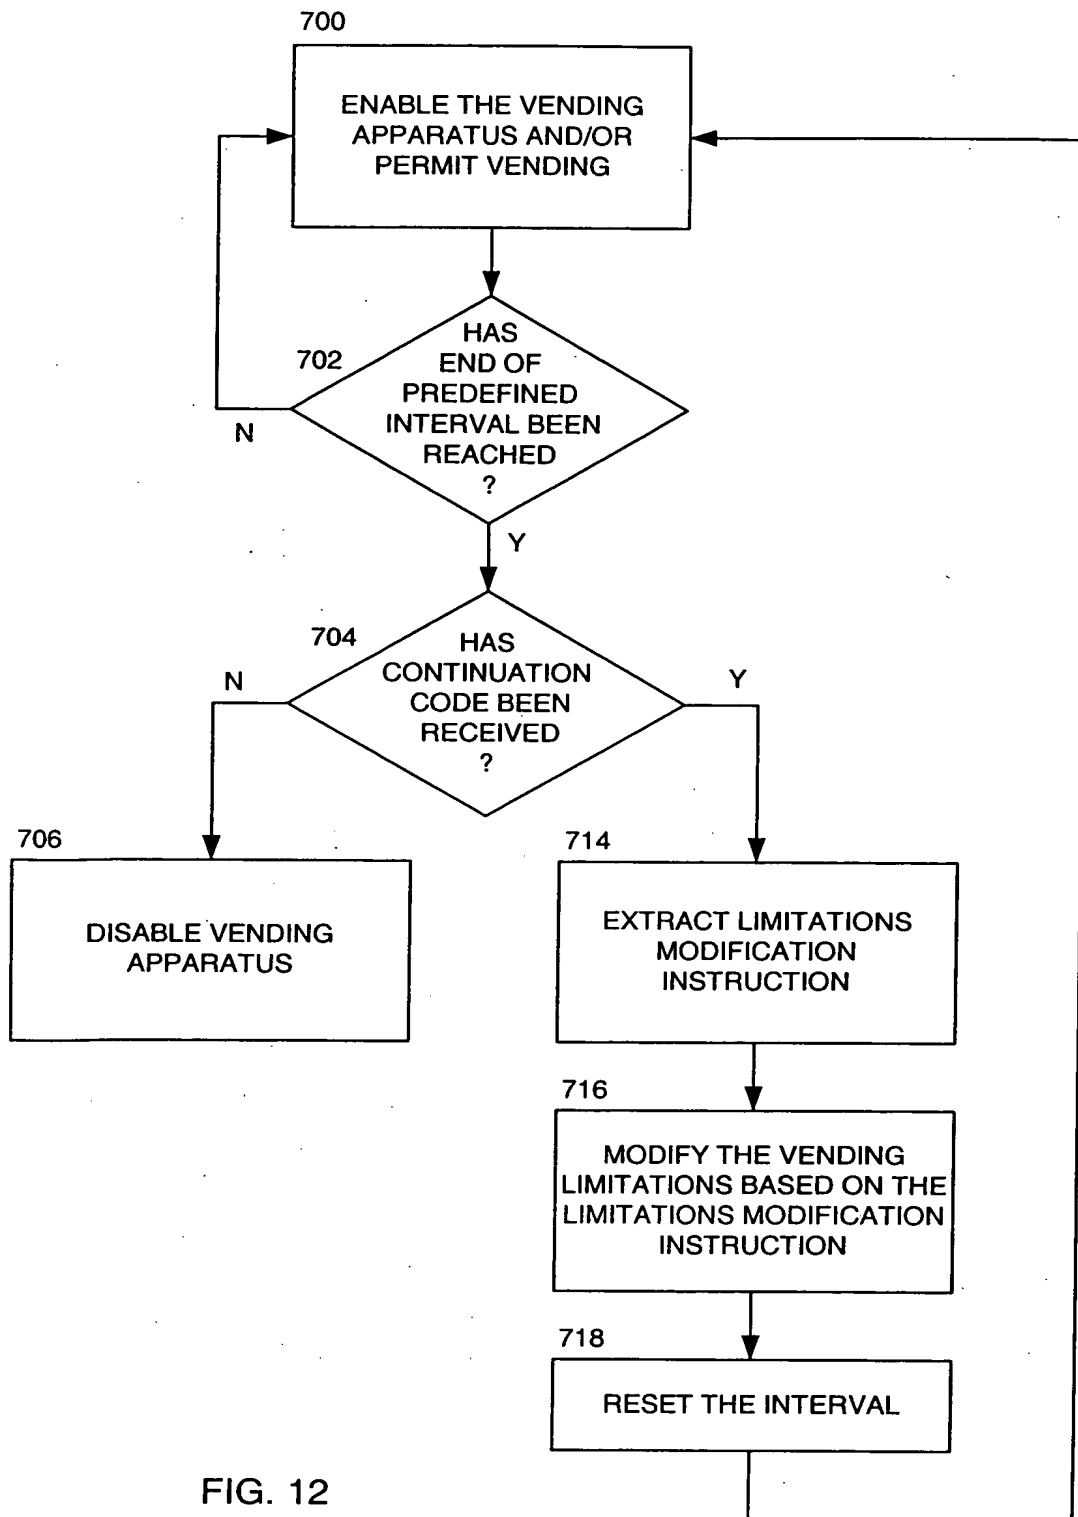 700
ENABLE THE VENDING
APPARATUS AND/OR
PERMIT VENDING
702
HAS
END OF
PREDEFINED
INTERVAL BEEN
REACHED
?
N
Y
704
HAS
CONTINUATION
CODE BEEN
RECEIVED
?
N
Y
706
DISABLE VENDING
APPARATUS
714
EXTRACT LIMITATIONS
MODIFICATION
INSTRUCTION
716
MODIFY THE VENDING
LIMITATIONS BASED ON THE
LIMITATIONS MODIFICATION
INSTRUCTION
718
RESET THE INTERVAL
FIG. 12